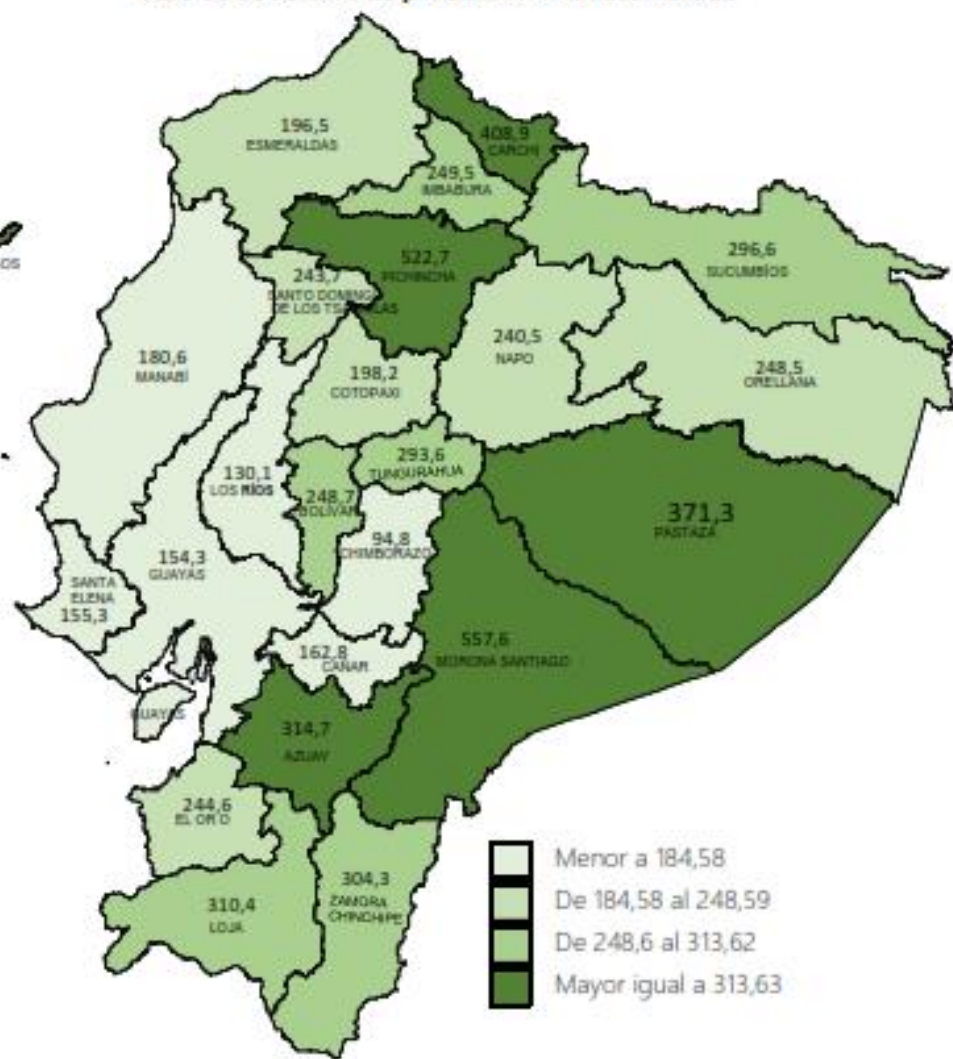 196,5
ESMERALDAS
408,9
CARCHI
249,5
IMBABURA
OS
522,7
PICHINCHA
296,6
SUCUMBÍOS
243,7
SANTO DOMINGO
DE LOS TSÁCHILAS
240,5
NAPO
180,6
MANABÍ
198,2
COTOPAXI
248,5
ORELLANA
293,6
TUNGURAHUA
130,1
LOS RÍOS
248,7
BOLÍVAR
371,3
PASTAZA
94,8
CHIMBORAZO
154,3
GUAYAS
SANTA
ELENA
155,3
557,6
MORONA SANTIAGO
162,8
CAÑAR
GUAYAS
314,7
AZUAY
244,6
EL ORO
304,3
ZAMORA
CHINCHIPE
310,4
LOJA
Menor a 184,58
De 184,58 al 248,59
De 248,6 al 313,62
Mayor igual a 313,63